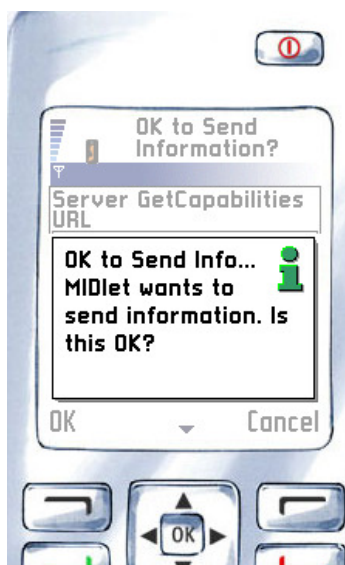 OK to Send
Information?
Server GetCapabilities
URL
OK to Send Info...
MIDlet wants to
send information. Is
this OK?
OK
Cancel
OK